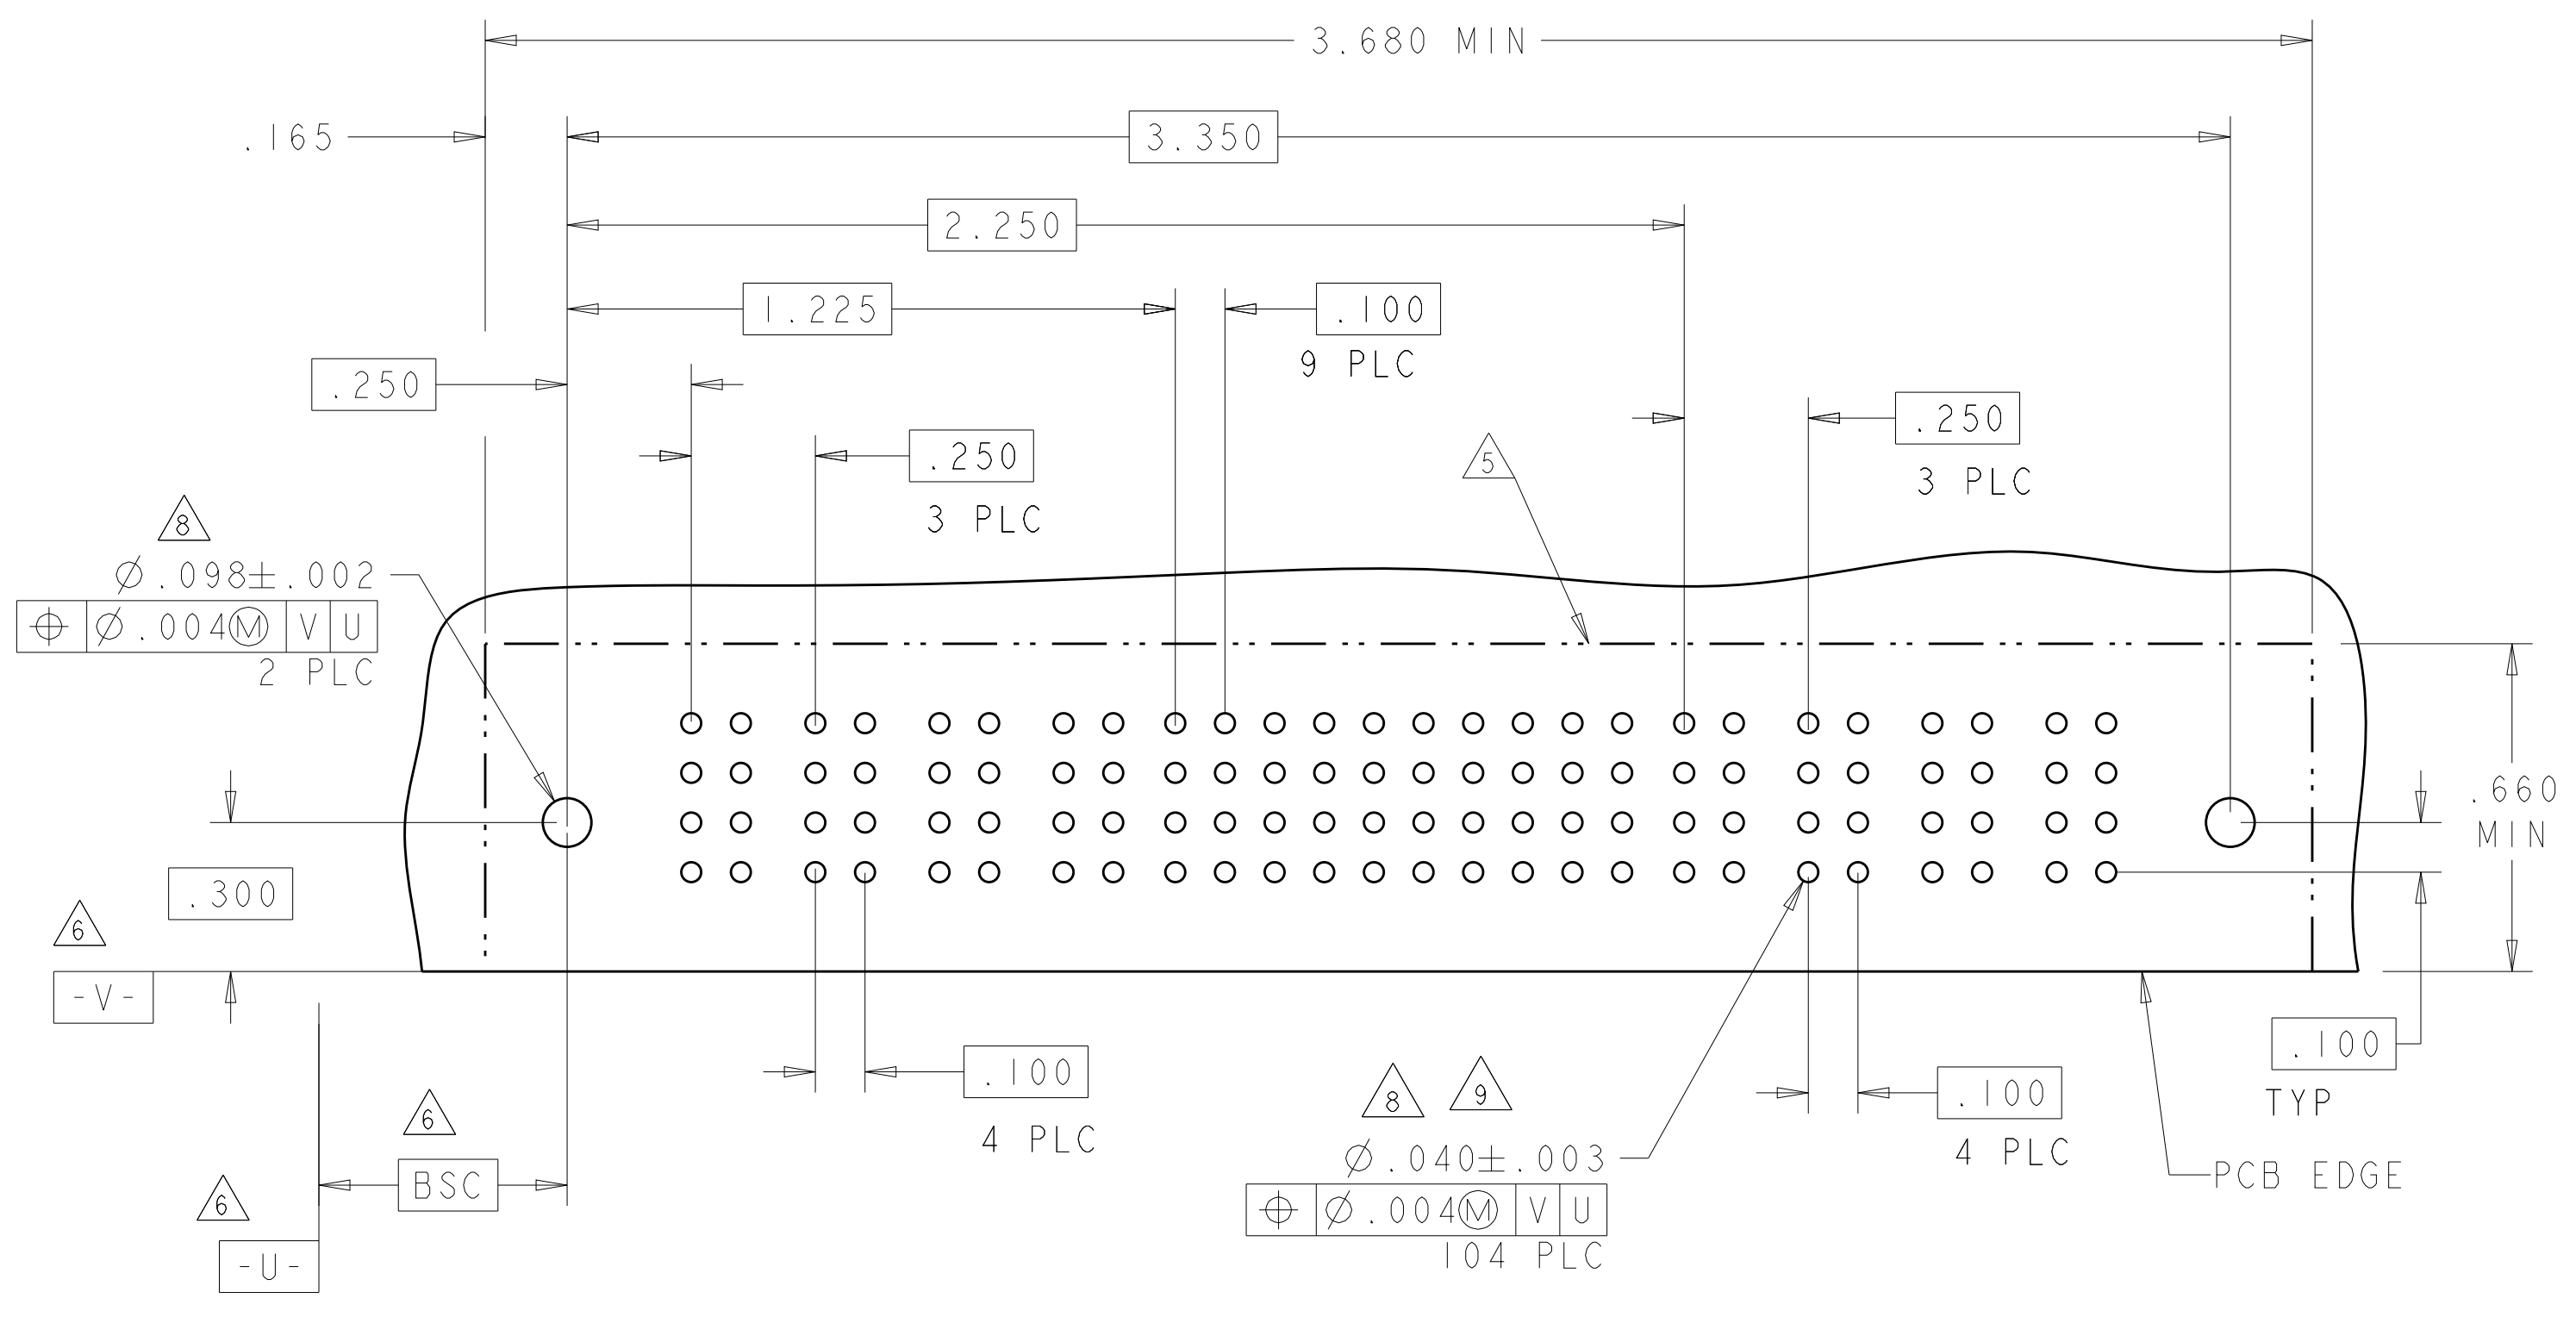 3.680 MIN
.165
3.350
2.250
1.225
.100
9 PLC
.250
.250
3 PLC
.250
3 PLC
5
8
Ø.098±.002
⌖ Ø.004Ⓜ V U
2 PLC
.660
MIN
.300
6
-V-
.100
TYP
.100
4 PLC
6
BSC
6
-U-
8 9
Ø.040±.003
⌖ Ø.004Ⓜ V U
104 PLC
.100
4 PLC
PCB EDGE